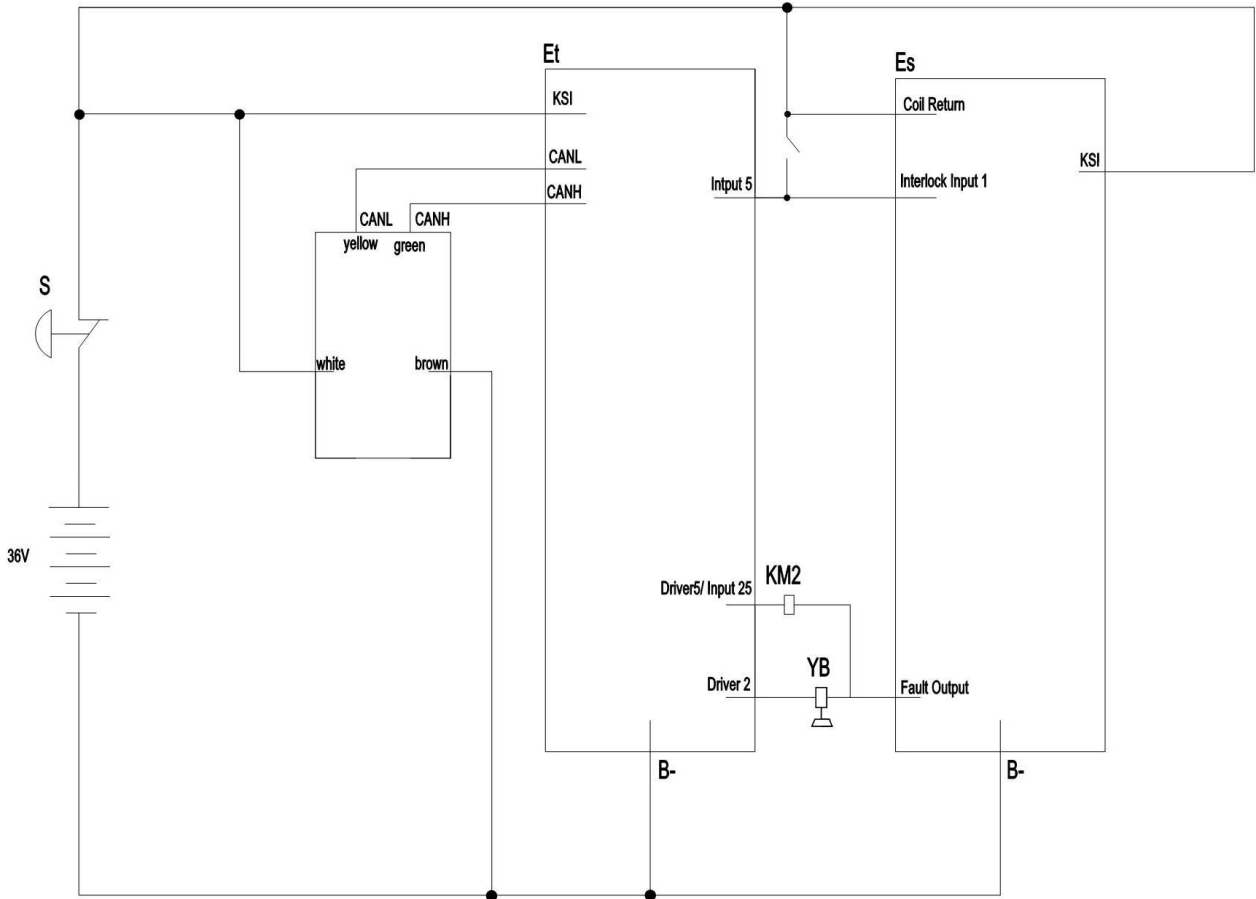 Et
Es
KSI
Coil Return
CANL
KSI
CANH
Intput 5
Interlock Input 1
CANL
CANH
yellow
green
S
white
brown
36V
Driver5/ Input 25
KM2
YB
Driver 2
Fault Output
B-
B-